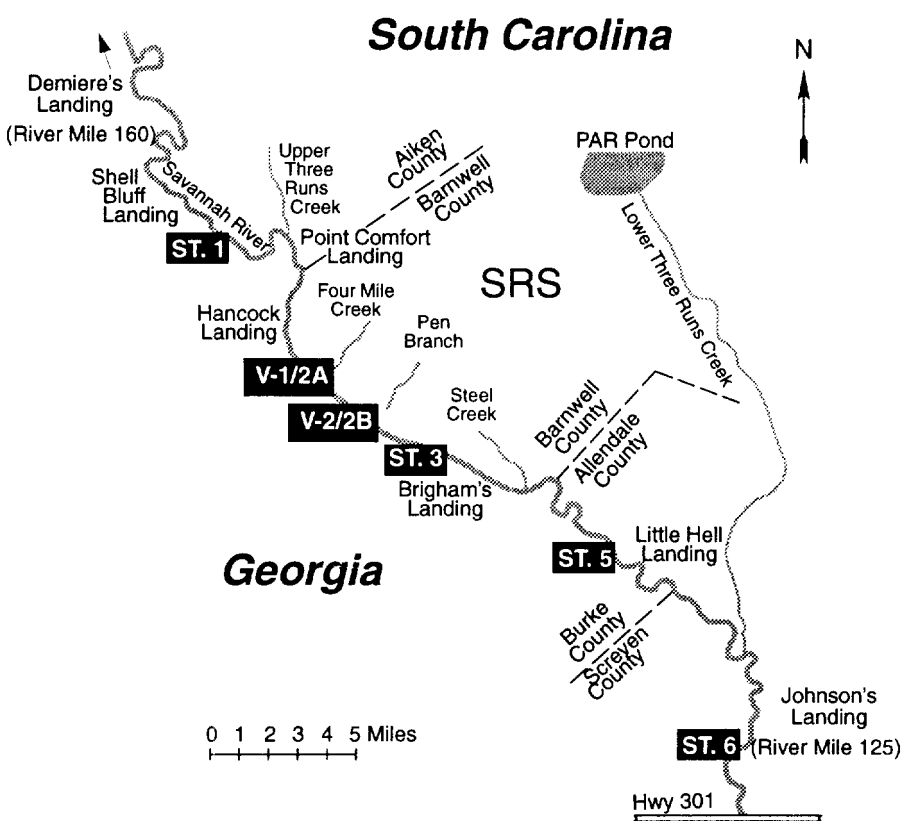 South Carolina
N
Demiere's
Landing
(River Mile 160)
Shell
Bluff
Landing
Savannah River
ST. 1
Upper
Three
Runs
Creek
Aiken
County
Barnwell
County
PAR Pond
Lower Three Runs Creek
Point Comfort
Landing
SRS
Hancock
Landing
Four Mile
Creek
Pen
Branch
V-1/2A
V-2/2B
Steel
Creek
ST. 3
Brigham's
Landing
Barnwell
County
Allendale
County
Georgia
ST. 5
Little Hell
Landing
Burke
County
Screven
County
Johnson's
Landing
(River Mile 125)
ST. 6
0 1 2 3 4 5 Miles
Hwy 301